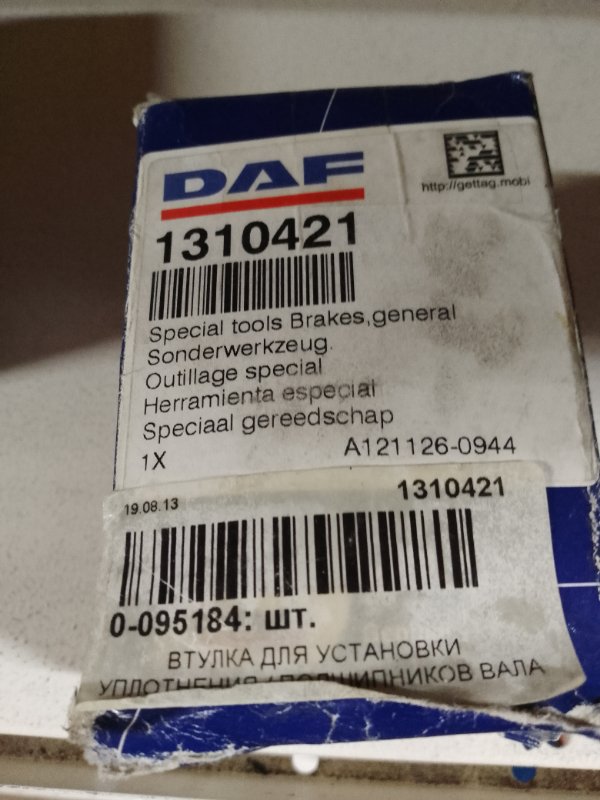 DAF
http://gettag.mobi
1310421
Special tools Brakes,general
Sonderwerkzeug.
Outillage special
Herramienta especial
Speciaal gereedschap
1X A121126-0944
19.08.13 1310421
0-095184: шт.
ВТУЛКА ДЛЯ УСТАНОВКИ
УПЛОТНЕНИЯ / ПОДШИПНИКОВ ВАЛА